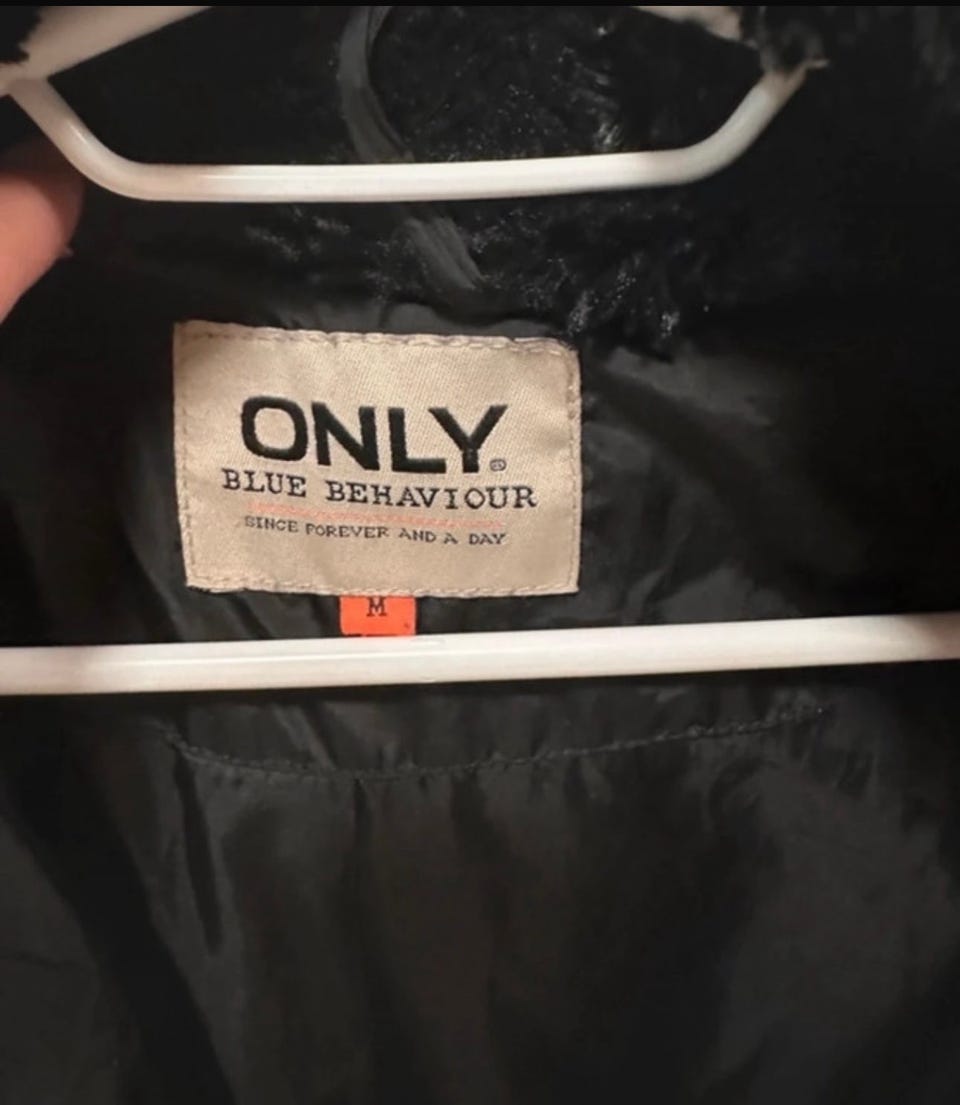 ONLY®
BLUE BEHAVIOUR
SINCE FOREVER AND A DAY
M